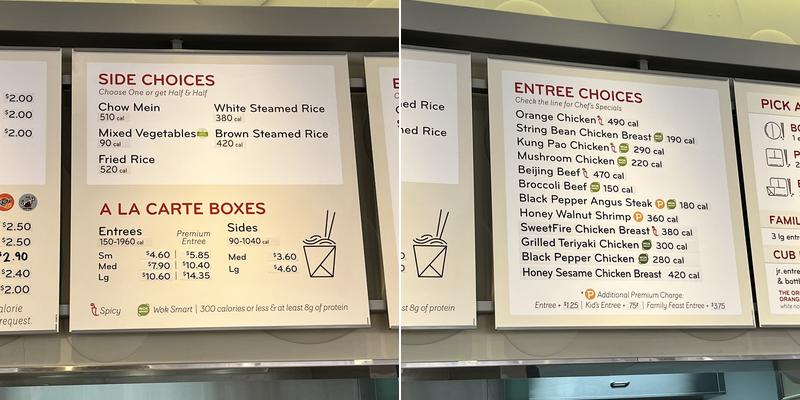 $2.00
$2.00
$2.00
$2.50
$2.50
$2.90
$2.40
$2.00
alorie
request.
SIDE CHOICES
Choose One or get Half & Half
Chow Mein
510 cal
White Steamed Rice
380 cal
Mixed Vegetables
90 cal
Brown Steamed Rice
420 cal
Fried Rice
520 cal
A LA CARTE BOXES
Entrees
150-1960 cal
Premium
Entree
Sm $4.60 $5.85
Med $7.90 $10.40
Lg $10.60 $14.35
Sides
90-1040 cal
Med $3.60
Lg $4.60
Spicy
Wok Smart | 300 calories or less & at least 8g of protein
E
ed Rice
ed Rice
st 8g of protein
ENTREE CHOICES
Check the line for Chef's Specials
Orange Chicken 490 cal
String Bean Chicken Breast 190 cal
Kung Pao Chicken 290 cal
Mushroom Chicken 220 cal
Beijing Beef 470 cal
Broccoli Beef 150 cal
Black Pepper Angus Steak P 180 cal
Honey Walnut Shrimp P 360 cal
SweetFire Chicken Breast 380 cal
Grilled Teriyaki Chicken 300 cal
Black Pepper Chicken 280 cal
Honey Sesame Chicken Breast 420 cal
* P Additional Premium Charge:
Entree + $1.25 | Kid's Entree + 75¢ | Family Feast Entree + $3.75
PICK A
BO
1 e
P
2
E
FAMIL
3 lg entr
CUB
jr. entre
& bottl
THE OR
ORAN
white ric